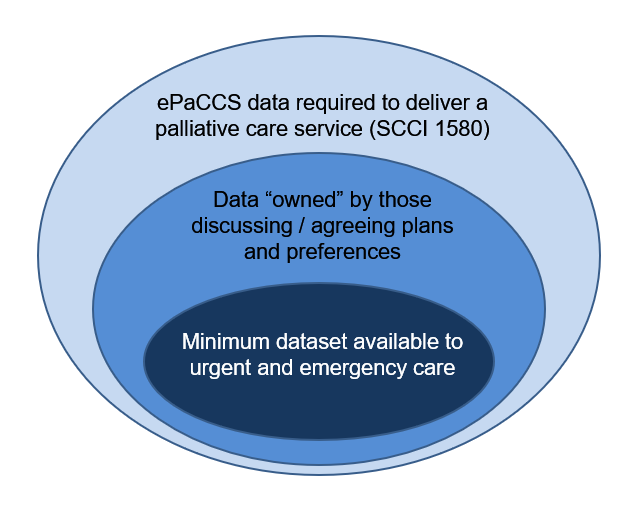 ePaCCS data required to deliver a
palliative care service (SCCI 1580)
Data “owned” by those
discussing / agreeing plans
and preferences
Minimum dataset available to
urgent and emergency care